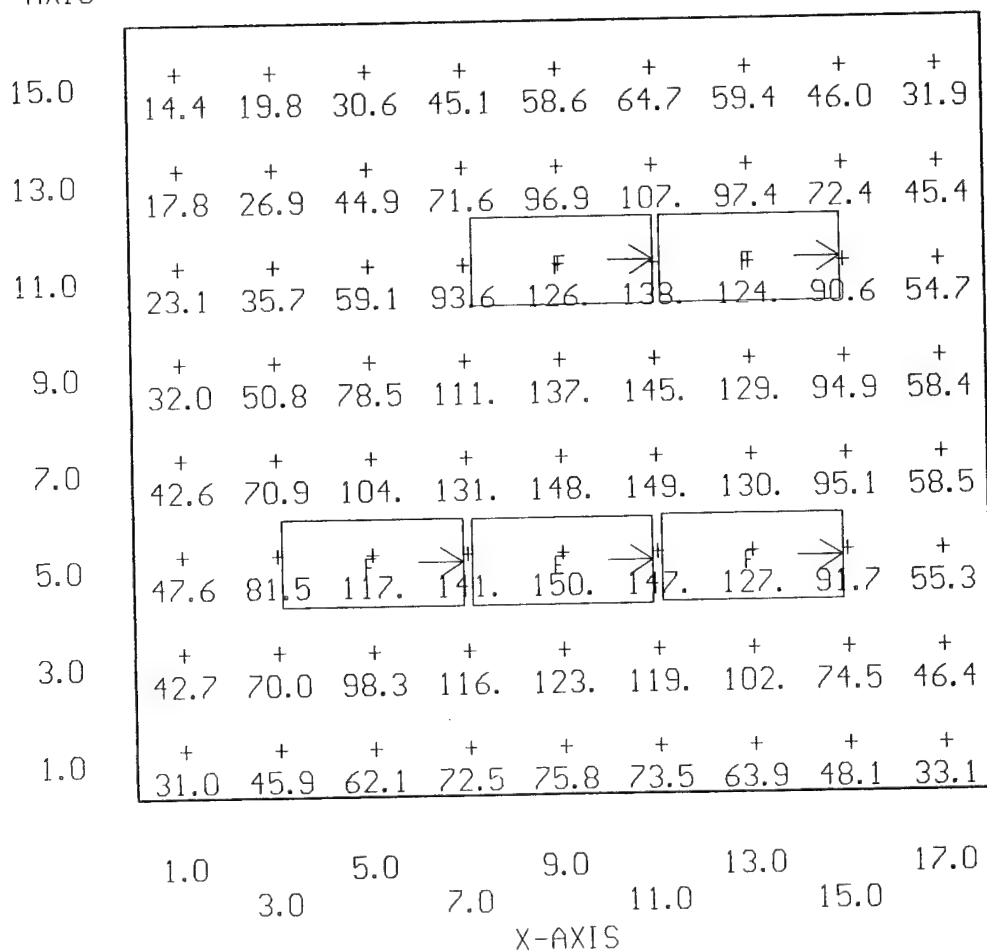 AXIS
15.0 14.4 19.8 30.6 45.1 58.6 64.7 59.4 46.0 31.9
13.0 17.8 26.9 44.9 71.6 96.9 107. 97.4 72.4 45.4
F F
11.0 23.1 35.7 59.1 93.6 126. 138. 124. 90.6 54.7
9.0 32.0 50.8 78.5 111. 137. 145. 129. 94.9 58.4
7.0 42.6 70.9 104. 131. 148. 149. 130. 95.1 58.5
F F F
5.0 47.6 81.5 117. 141. 150. 147. 127. 91.7 55.3
3.0 42.7 70.0 98.3 116. 123. 119. 102. 74.5 46.4
1.0 31.0 45.9 62.1 72.5 75.8 73.5 63.9 48.1 33.1
1.0 5.0 9.0 13.0 17.0
3.0 7.0 11.0 15.0
X-AXIS